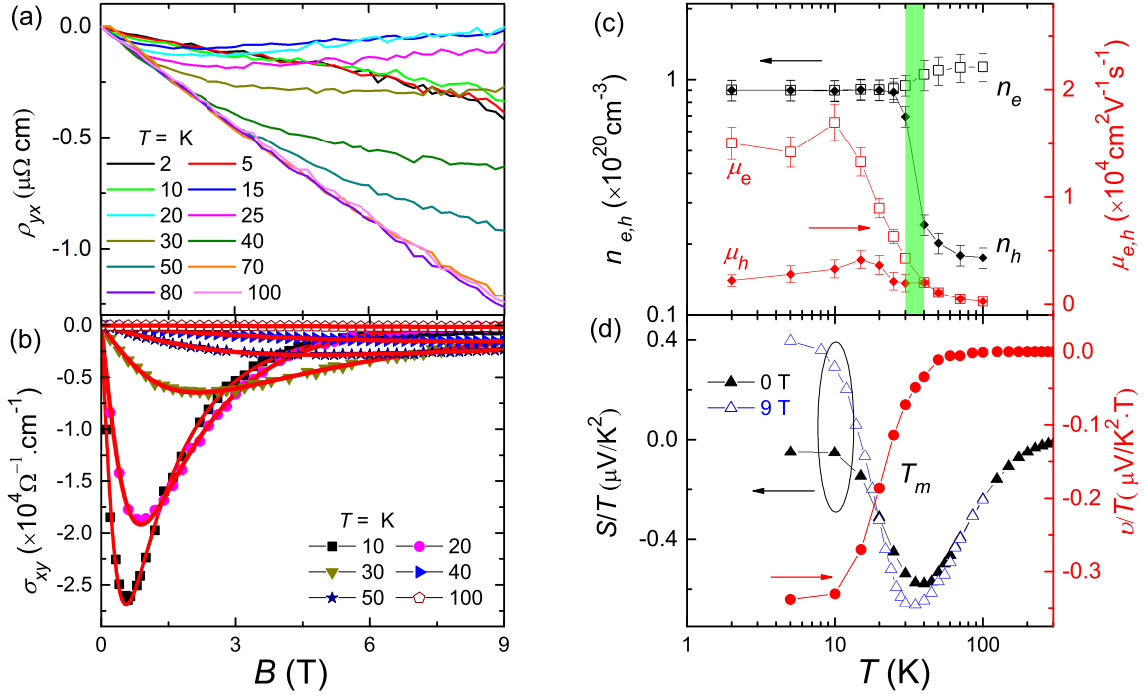 (a)
0.0
-0.5
-1.0
ρyx (μΩ cm)
T = K
2 5
10 15
20 25
30 40
50 70
80 100
(b)
0.0
-0.5
-1.0
-1.5
-2.0
-2.5
σxy (×10⁴ Ω⁻¹.cm⁻¹)
T = K
10 20
30 40
50 100
0 3 6 9
B (T)
(c)
1
0.1
n e,h (×10²⁰cm⁻³)
ne
nh
μe
μh
2
1
0
μe,h (×10⁴ cm²V⁻¹s⁻¹)
(d)
0.4
0.0
-0.4
S/T (μV/K²)
0 T
9 T
Tm
0.0
-0.1
-0.2
-0.3
υ/T( μV/K²·T)
1 10 100
T (K)